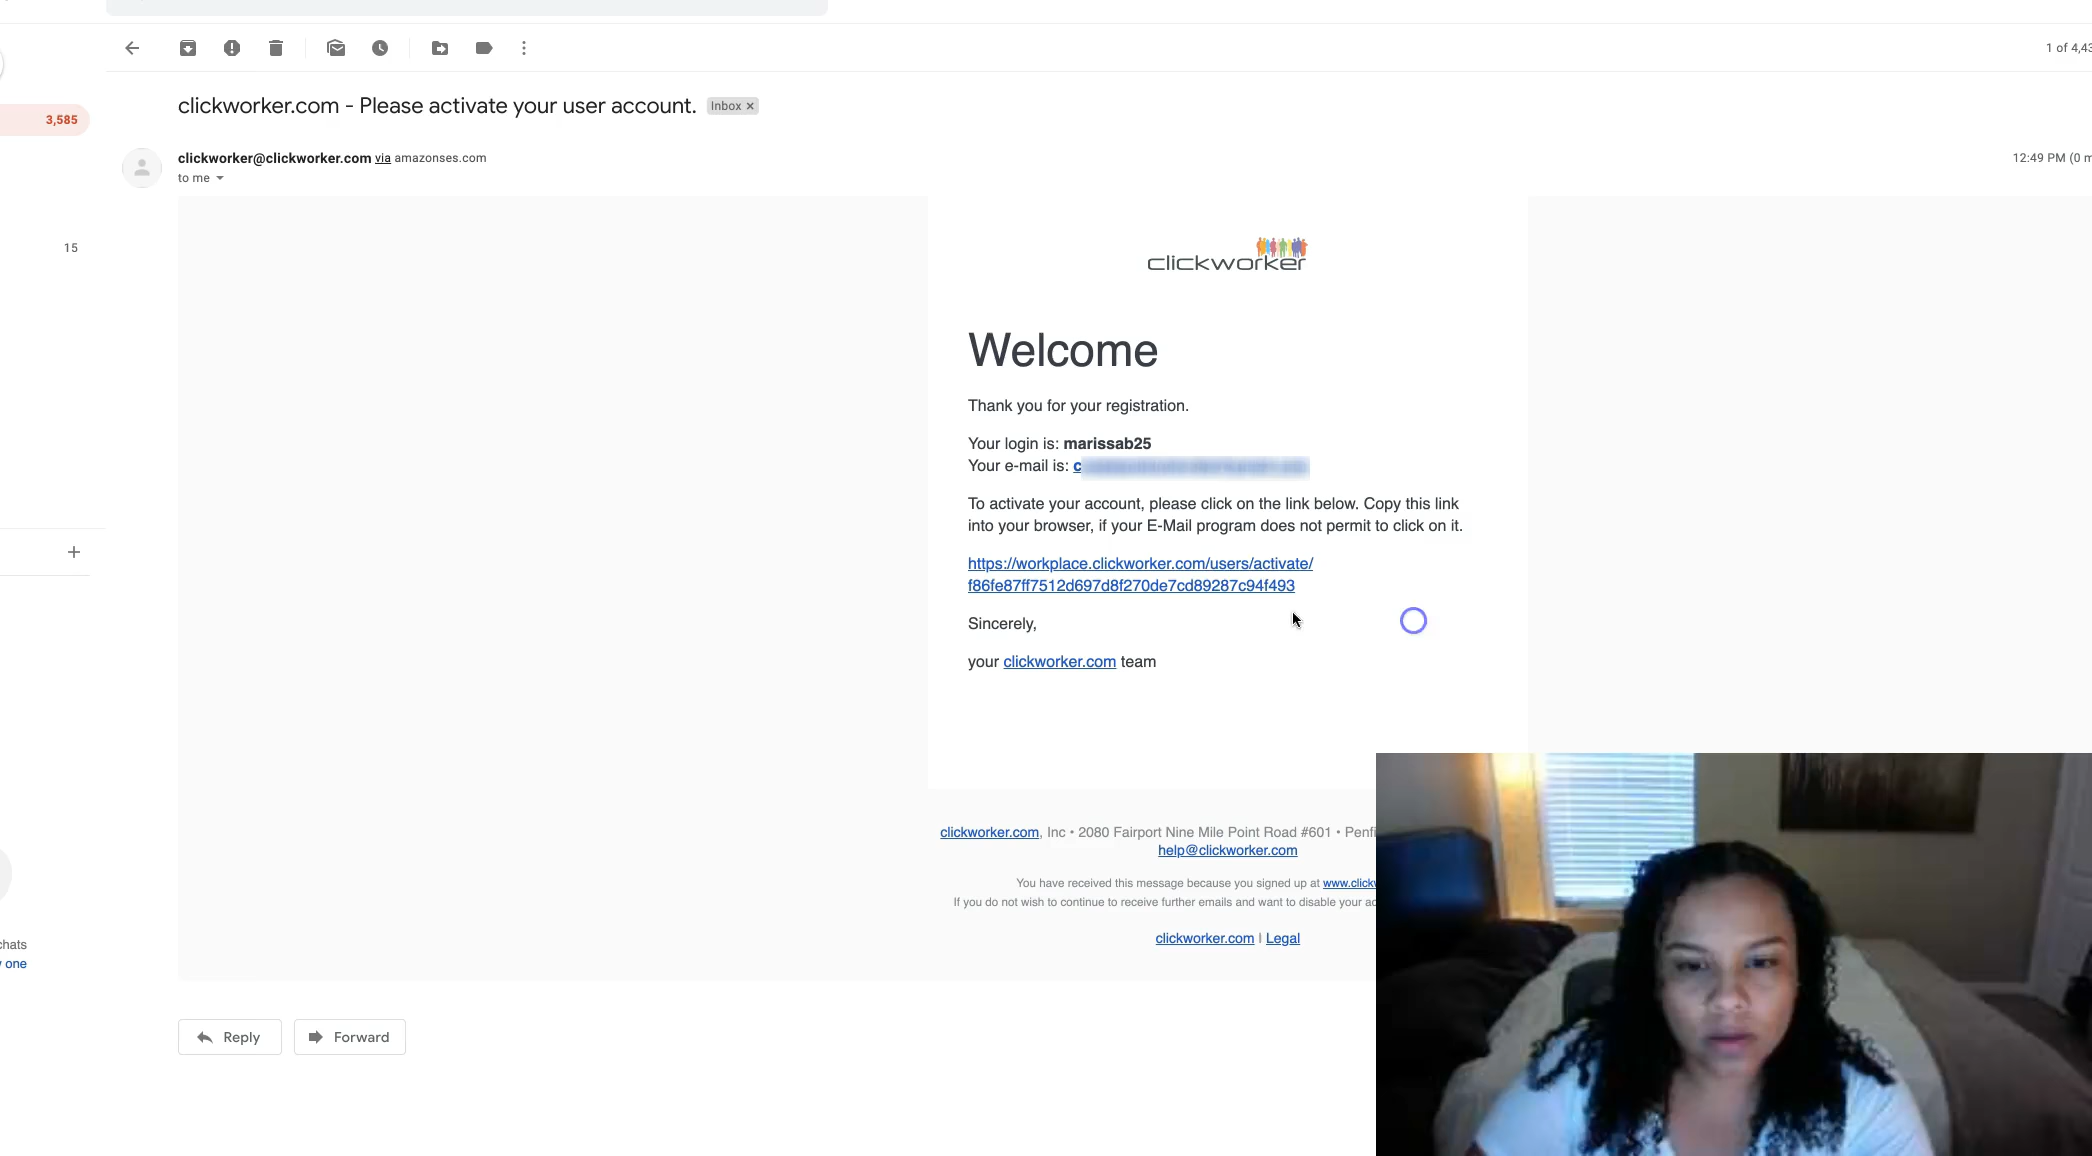 1 of 4,43
clickworker.com - Please activate your user account. Inbox ×
3,585
clickworker@clickworker.com via amazonses.com
12:49 PM (0 m
to me
clickworker
15
Welcome
Thank you for your registration.
Your login is: marissab25
Your e-mail is: c
To activate your account, please click on the link below. Copy this link
into your browser, if your E-Mail program does not permit to click on it.
https://workplace.clickworker.com/users/activate/
f86fe87ff7512d697d8f270de7cd89287c94f493
Sincerely,
your clickworker.com team
clickworker.com, Inc • 2080 Fairport Nine Mile Point Road #601 • Penfi
help@clickworker.com
You have received this message because you signed up at www.clickw
If you do not wish to continue to receive further emails and want to disable your ac
clickworker.com | Legal
chats
one
Reply
Forward